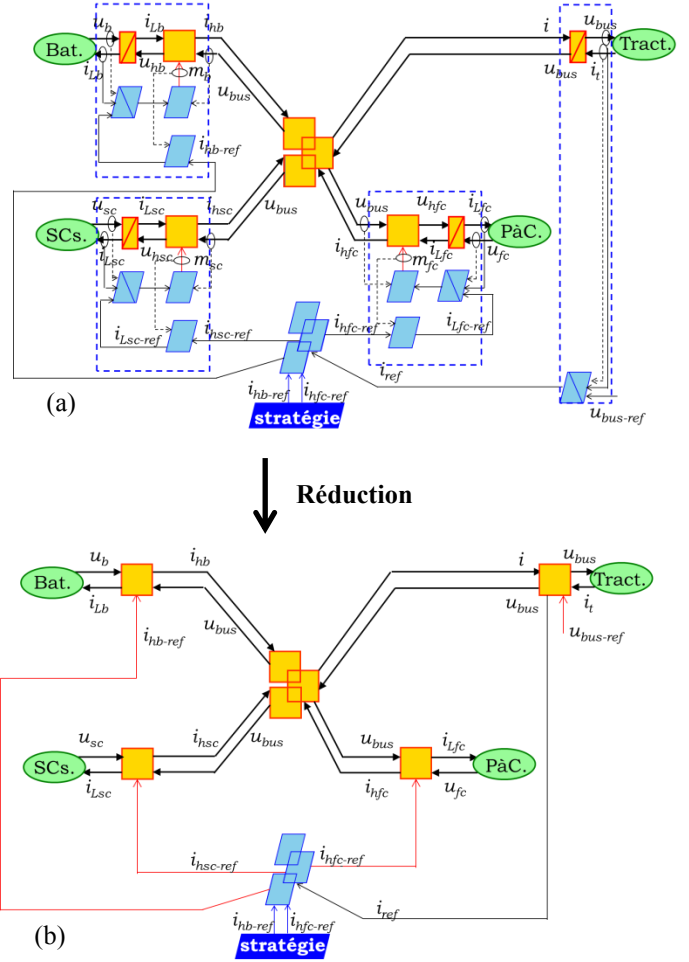 u_b i_Lb i_hb i u_bus
Bat. Tract.
i_Lb u_hb m_b u_bus i_t
u_bus
i_hb-ref
u_sc i_Lsc i_hsc u_bus u_hfc i_Lfc
SCs. u_bus PàC.
i_Lsc u_hsc m_sc i_hfc m_fc i_Lfc u_fc
i_Lsc-ref i_hsc-ref i_hfc-ref i_Lfc-ref
i_ref
(a) i_hb-ref i_hfc-ref u_bus-ref
stratégie
Réduction
u_b i_hb i u_bus
Bat. Tract.
i_Lb u_bus u_bus i_t
i_hb-ref u_bus-ref
u_sc i_hsc u_bus u_bus i_Lfc
SCs. PàC.
i_Lsc i_hfc u_fc
i_hsc-ref i_hfc-ref
i_hb-ref i_hfc-ref i_ref
(b) stratégie